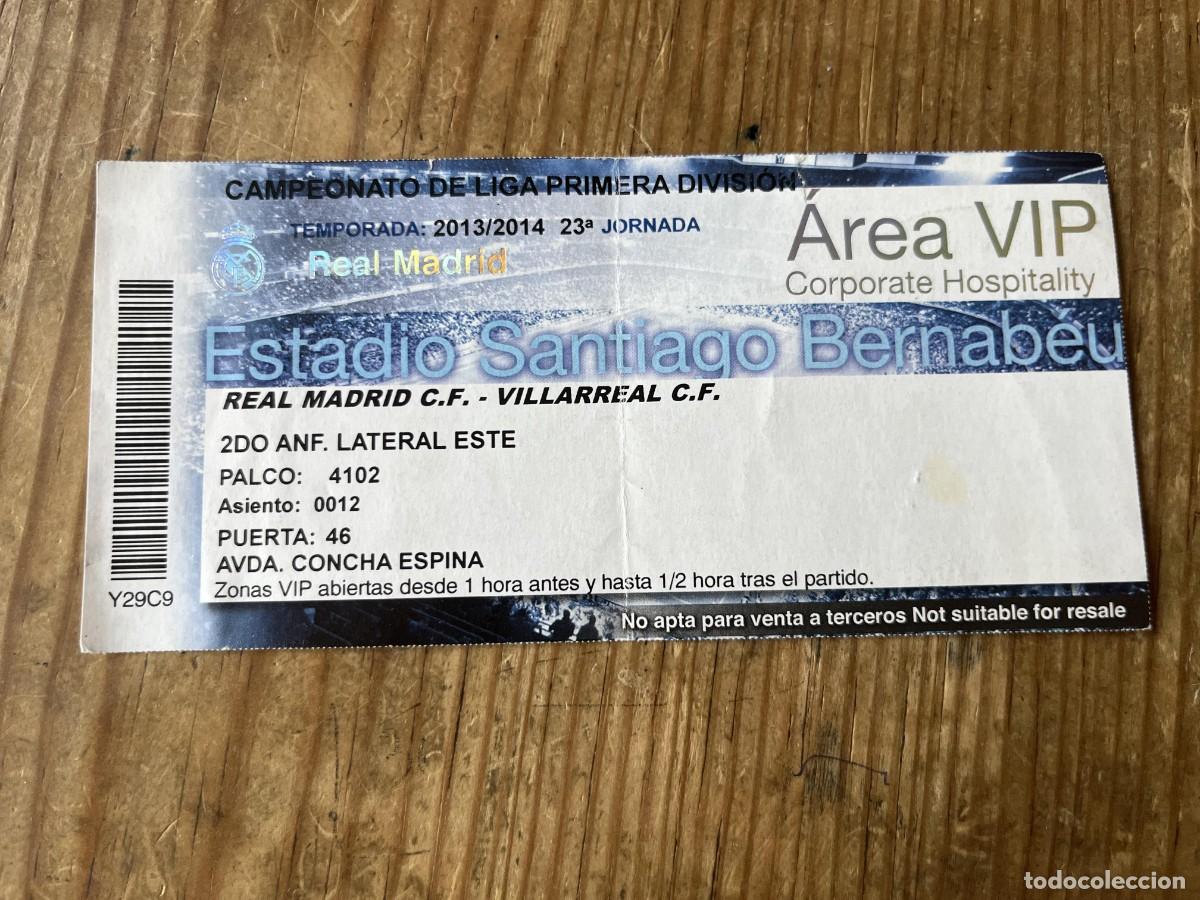 CAMPEONATO DE LIGA PRIMERA DIVISIÓN
TEMPORADA: 2013/2014 23ª JORNADA
Real Madrid
Área VIP
Corporate Hospitality
Estadio Santiago Bernabéu
REAL MADRID C.F. - VILLARREAL C.F.
2DO ANF. LATERAL ESTE
PALCO: 4102
Asiento: 0012
PUERTA: 46
AVDA. CONCHA ESPINA
Zonas VIP abiertas desde 1 hora antes y hasta 1/2 hora tras el partido.
Y29C9
No apta para venta a terceros Not suitable for resale
todocoleccion